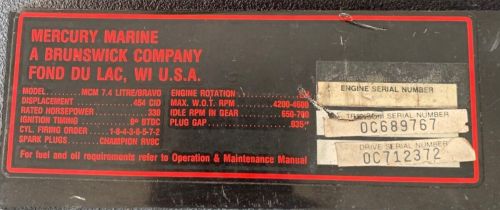 MERCURY MARINE
A BRUNSWICK COMPANY
FOND DU LAC, WI U.S.A.
MODEL MCM 7.4 LITRE/BRAVO ENGINE ROTATION
DISPLACEMENT 454 CID MAX. W.O.T. RPM 4200-4600
RATED HORSEPOWER 330 IDLE RPM IN GEAR 650-700
IGNITION TIMING 8° BTDC PLUG GAP .035"
CYL. FIRING ORDER 1-8-4-3-6-5-7-2
SPARK PLUGS CHAMPION RV8C
For fuel and oil requirements refer to Operation & Maintenance Manual
ENGINE SERIAL NUMBER
SERIAL NUMBER
0C689767
DRIVE SERIAL NUMBER
0C712372